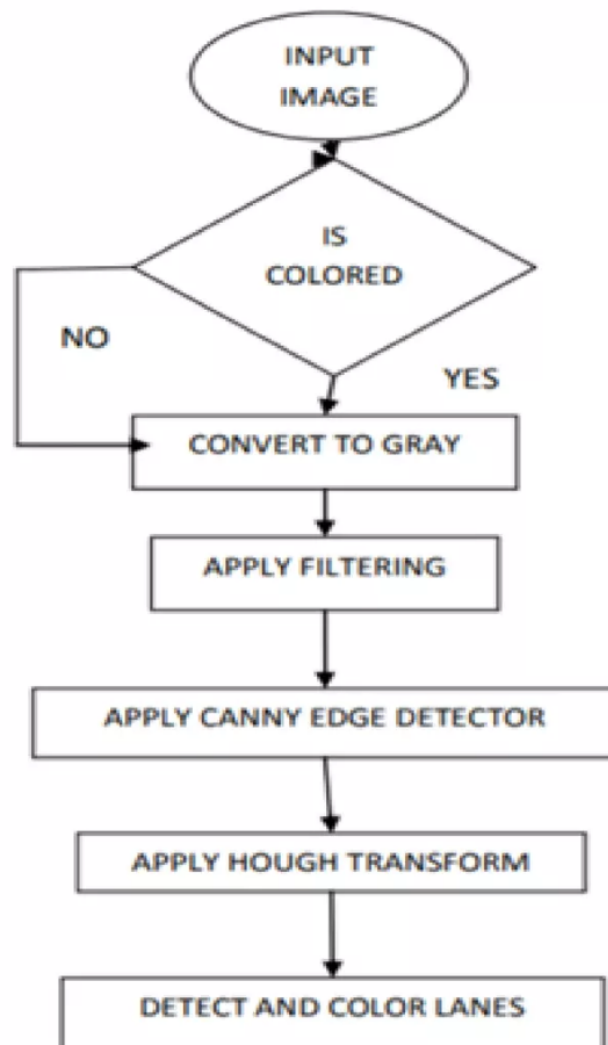 INPUT
IMAGE
IS
COLORED
NO
YES
CONVERT TO GRAY
APPLY FILTERING
APPLY CANNY EDGE DETECTOR
APPLY HOUGH TRANSFORM
DETECT AND COLOR LANES